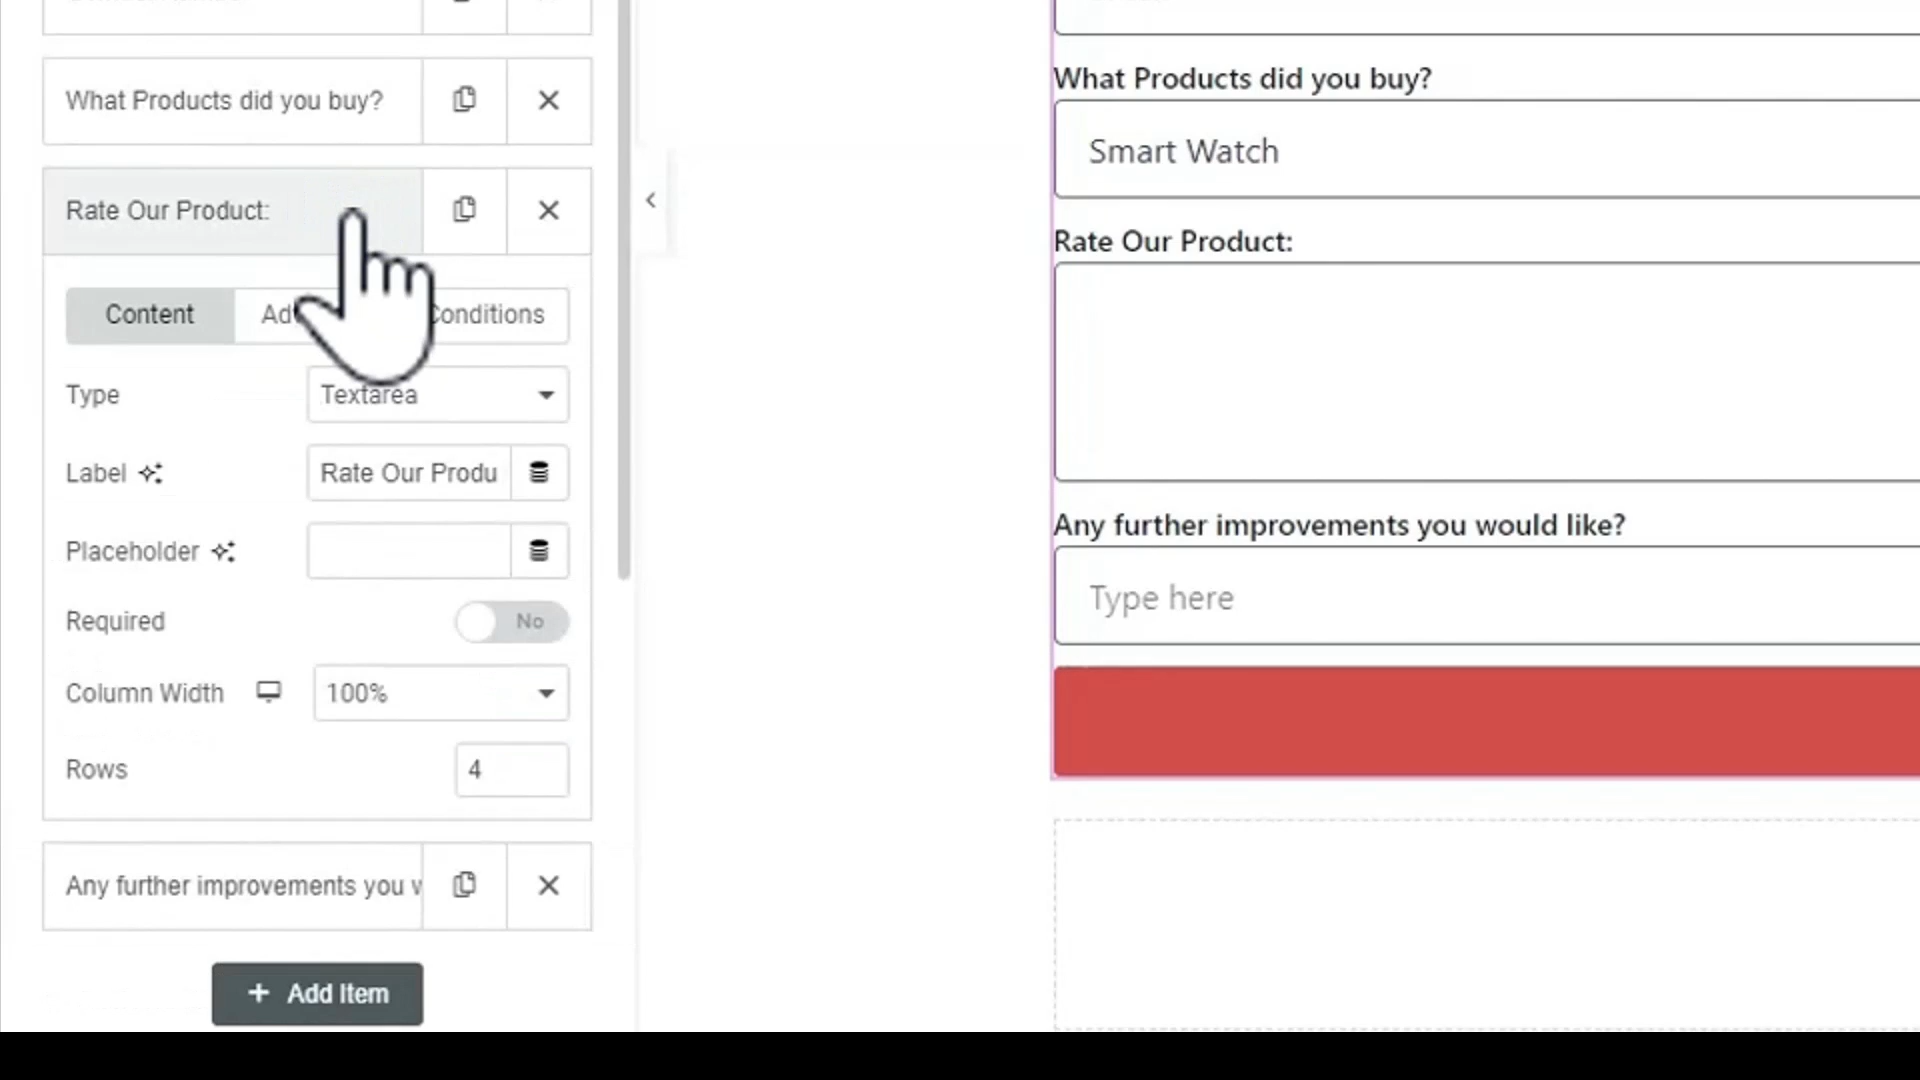 What Products did you buy?
Rate Our Product:
Content
Conditions
Type
Textarea
Label
Rate Our Produ
Placeholder
Required
No
Column Width
100%
Rows
4
Any further improvements you
+ Add Item
What Products did you buy?
Smart Watch
Rate Our Product:
Any further improvements you would like?
Type here